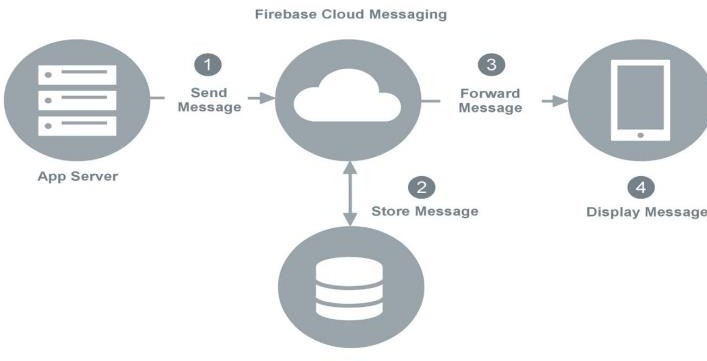 Firebase Cloud Messaging
1
Send
Message
3
Forward
Message
App Server
2
Store Message
4
Display Message